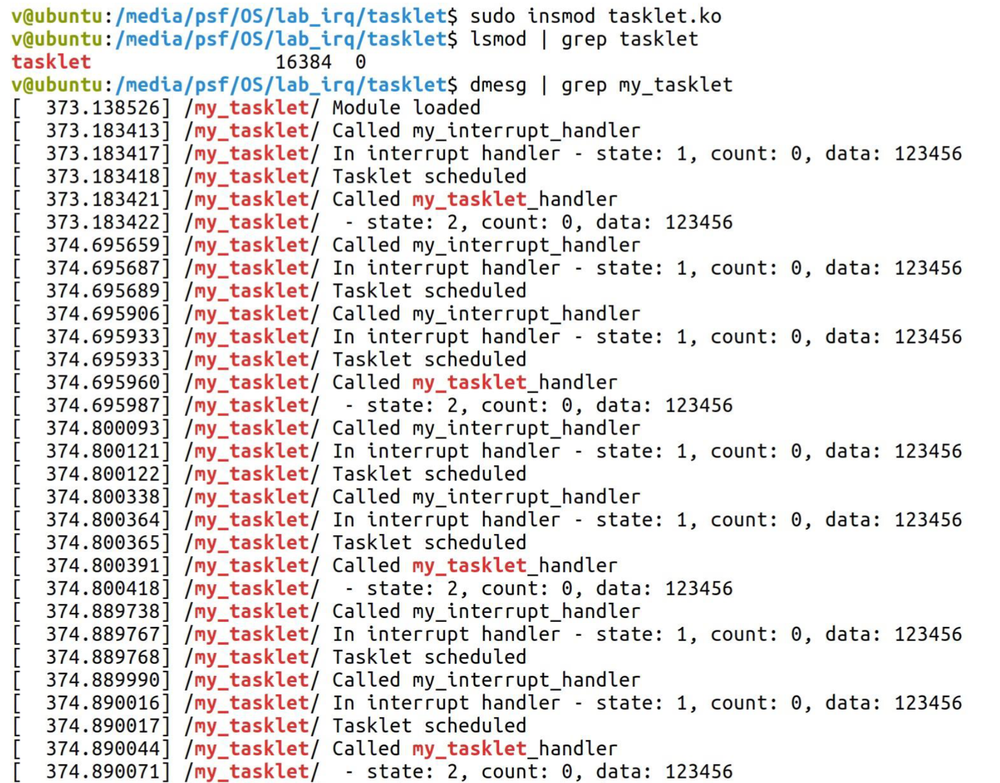 v@ubuntu:/media/psf/OS/lab_irq/tasklet$ sudo insmod tasklet.ko
v@ubuntu:/media/psf/OS/lab_irq/tasklet$ lsmod | grep tasklet
tasklet                16384  0
v@ubuntu:/media/psf/OS/lab_irq/tasklet$ dmesg | grep my_tasklet
[  373.138526] /my_tasklet/ Module loaded
[  373.183413] /my_tasklet/ Called my_interrupt_handler
[  373.183417] /my_tasklet/ In interrupt handler - state: 1, count: 0, data: 123456
[  373.183418] /my_tasklet/ Tasklet scheduled
[  373.183421] /my_tasklet/ Called my_tasklet_handler
[  373.183422] /my_tasklet/  - state: 2, count: 0, data: 123456
[  374.695659] /my_tasklet/ Called my_interrupt_handler
[  374.695687] /my_tasklet/ In interrupt handler - state: 1, count: 0, data: 123456
[  374.695689] /my_tasklet/ Tasklet scheduled
[  374.695906] /my_tasklet/ Called my_interrupt_handler
[  374.695933] /my_tasklet/ In interrupt handler - state: 1, count: 0, data: 123456
[  374.695933] /my_tasklet/ Tasklet scheduled
[  374.695960] /my_tasklet/ Called my_tasklet_handler
[  374.695987] /my_tasklet/  - state: 2, count: 0, data: 123456
[  374.800093] /my_tasklet/ Called my_interrupt_handler
[  374.800121] /my_tasklet/ In interrupt handler - state: 1, count: 0, data: 123456
[  374.800122] /my_tasklet/ Tasklet scheduled
[  374.800338] /my_tasklet/ Called my_interrupt_handler
[  374.800364] /my_tasklet/ In interrupt handler - state: 1, count: 0, data: 123456
[  374.800365] /my_tasklet/ Tasklet scheduled
[  374.800391] /my_tasklet/ Called my_tasklet_handler
[  374.800418] /my_tasklet/  - state: 2, count: 0, data: 123456
[  374.889738] /my_tasklet/ Called my_interrupt_handler
[  374.889767] /my_tasklet/ In interrupt handler - state: 1, count: 0, data: 123456
[  374.889768] /my_tasklet/ Tasklet scheduled
[  374.889990] /my_tasklet/ Called my_interrupt_handler
[  374.890016] /my_tasklet/ In interrupt handler - state: 1, count: 0, data: 123456
[  374.890017] /my_tasklet/ Tasklet scheduled
[  374.890044] /my_tasklet/ Called my_tasklet_handler
[  374.890071] /my_tasklet/  - state: 2, count: 0, data: 123456